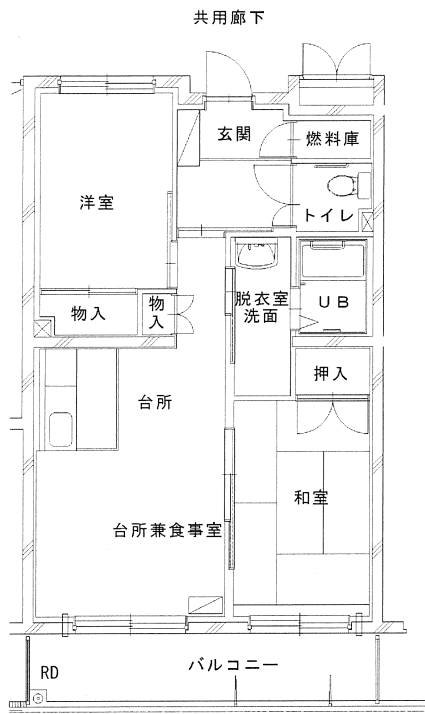 共用廊下
玄関
燃料庫
洋室
トイレ
脱衣室
洗面
UB
物入
物入
押入
台所
和室
台所兼食事室
バルコニー
RD